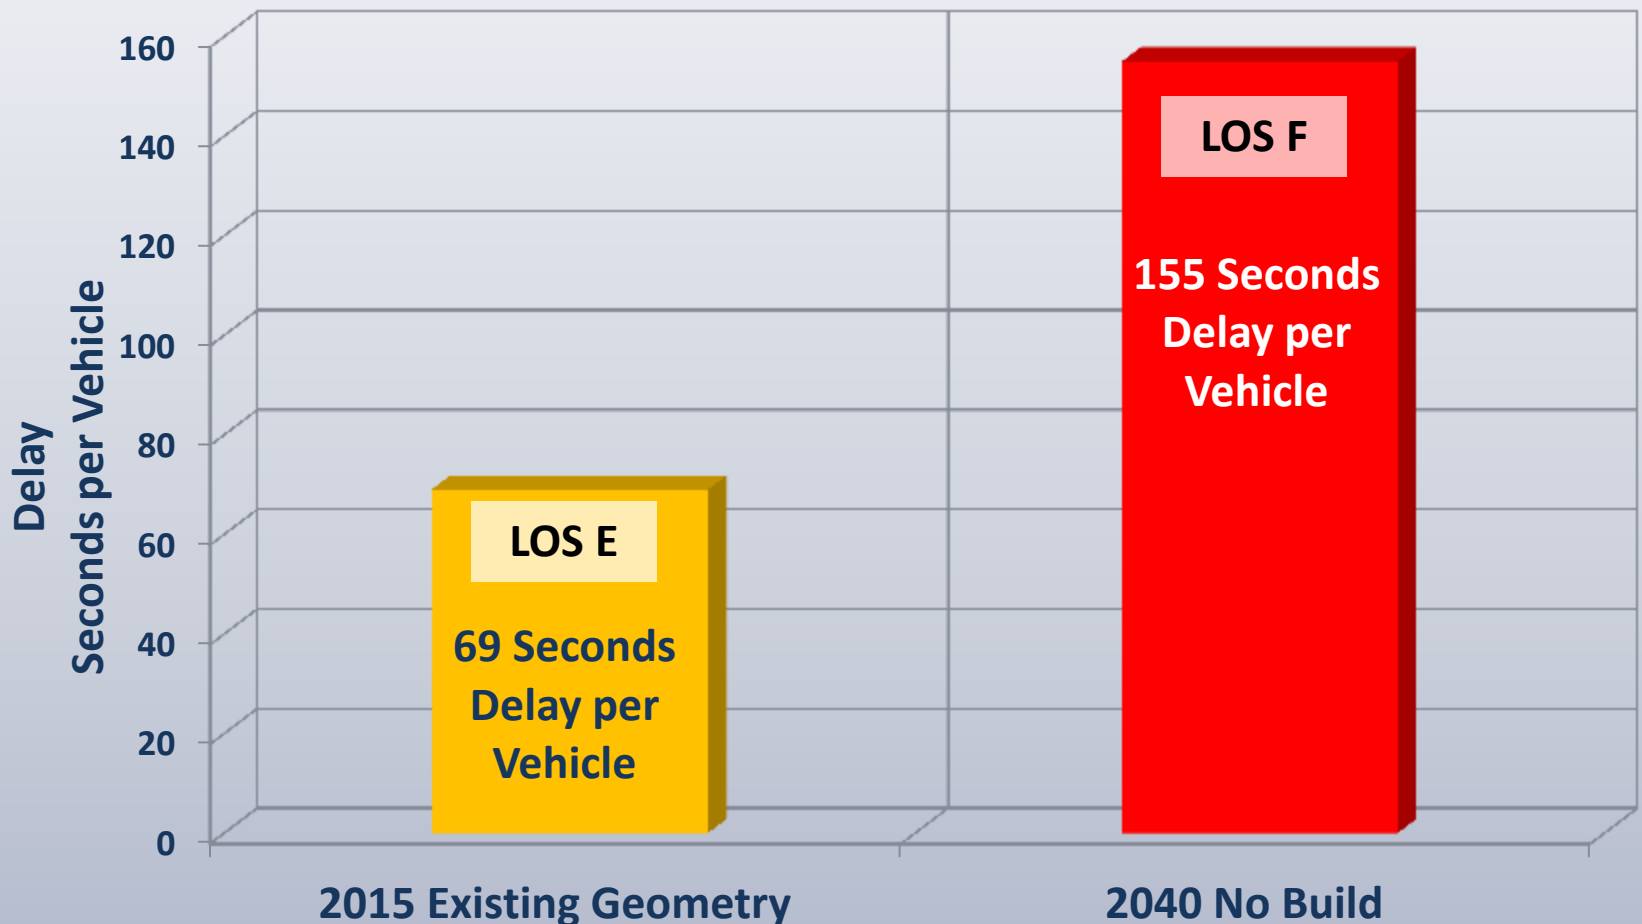 Delay
Seconds per Vehicle
160
140
120
100
80
60
40
20
0
LOS E
69 Seconds
Delay per
Vehicle
LOS F
155 Seconds
Delay per
Vehicle
2015 Existing Geometry
2040 No Build